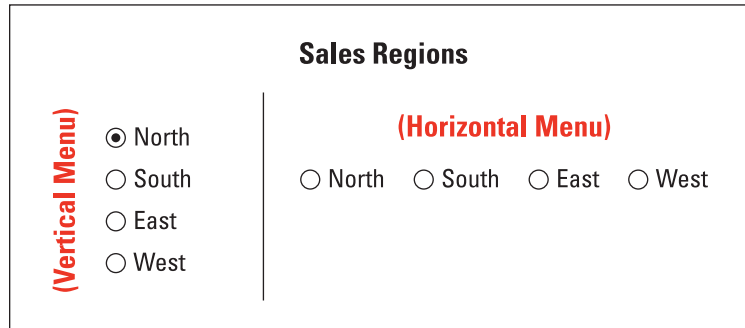 Sales Regions
(Vertical Menu)
North
South
East
West
(Horizontal Menu)
North South East West